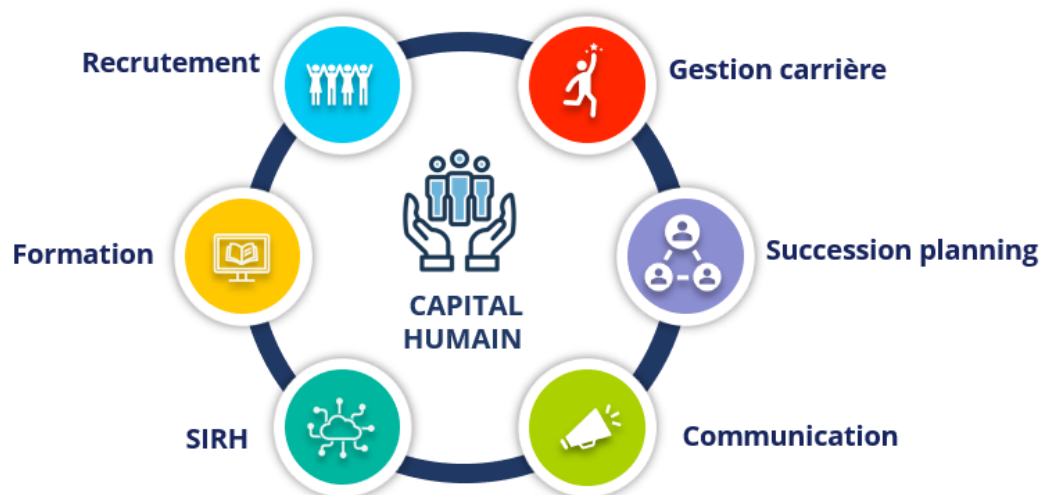 Recrutement
Gestion carrière
Formation
Succession planning
CAPITAL
HUMAIN
SIRH
Communication